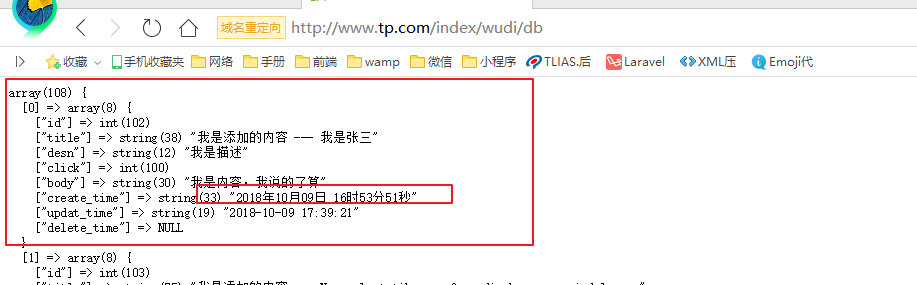 域名重定向 http://www.tp.com/index/wudi/db
收藏 手机收藏夹 网络 手册 前端 wamp 微信 小程序 TLIAS.后 Laravel XML压 Emoji代
array(108) {
[0] => array(8) {
["id"] => int(102)
["title"] => string(38) "我是添加的内容 --- 我是张三"
["desn"] => string(12) "我是描述"
["click"] => int(100)
["body"] => string(30) "我是内容，我说的了算"
["create_time"] => string(33) "2018年10月09日 16时53分51秒"
["updat_time"] => string(19) "2018-10-09 17:39:21"
["delete_time"] => NULL
}
[1] => array(8) {
["id"] => int(103)